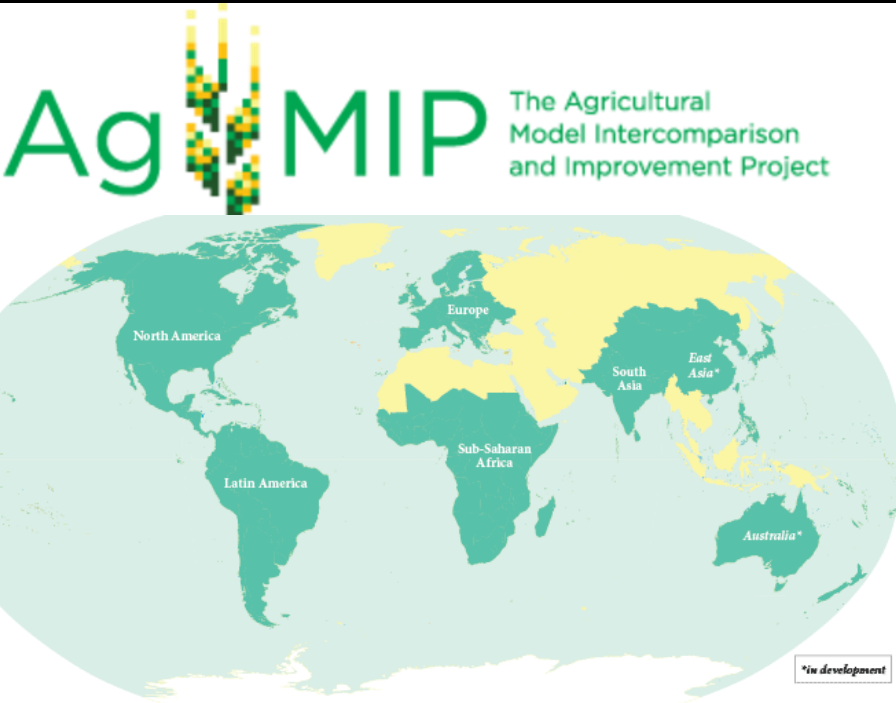 AgMIP
The Agricultural
Model Intercomparison
and Improvement Project
North America
Europe
South
Asia
East
Asia*
Sub-Saharan
Africa
Latin America
Australia*
*in development